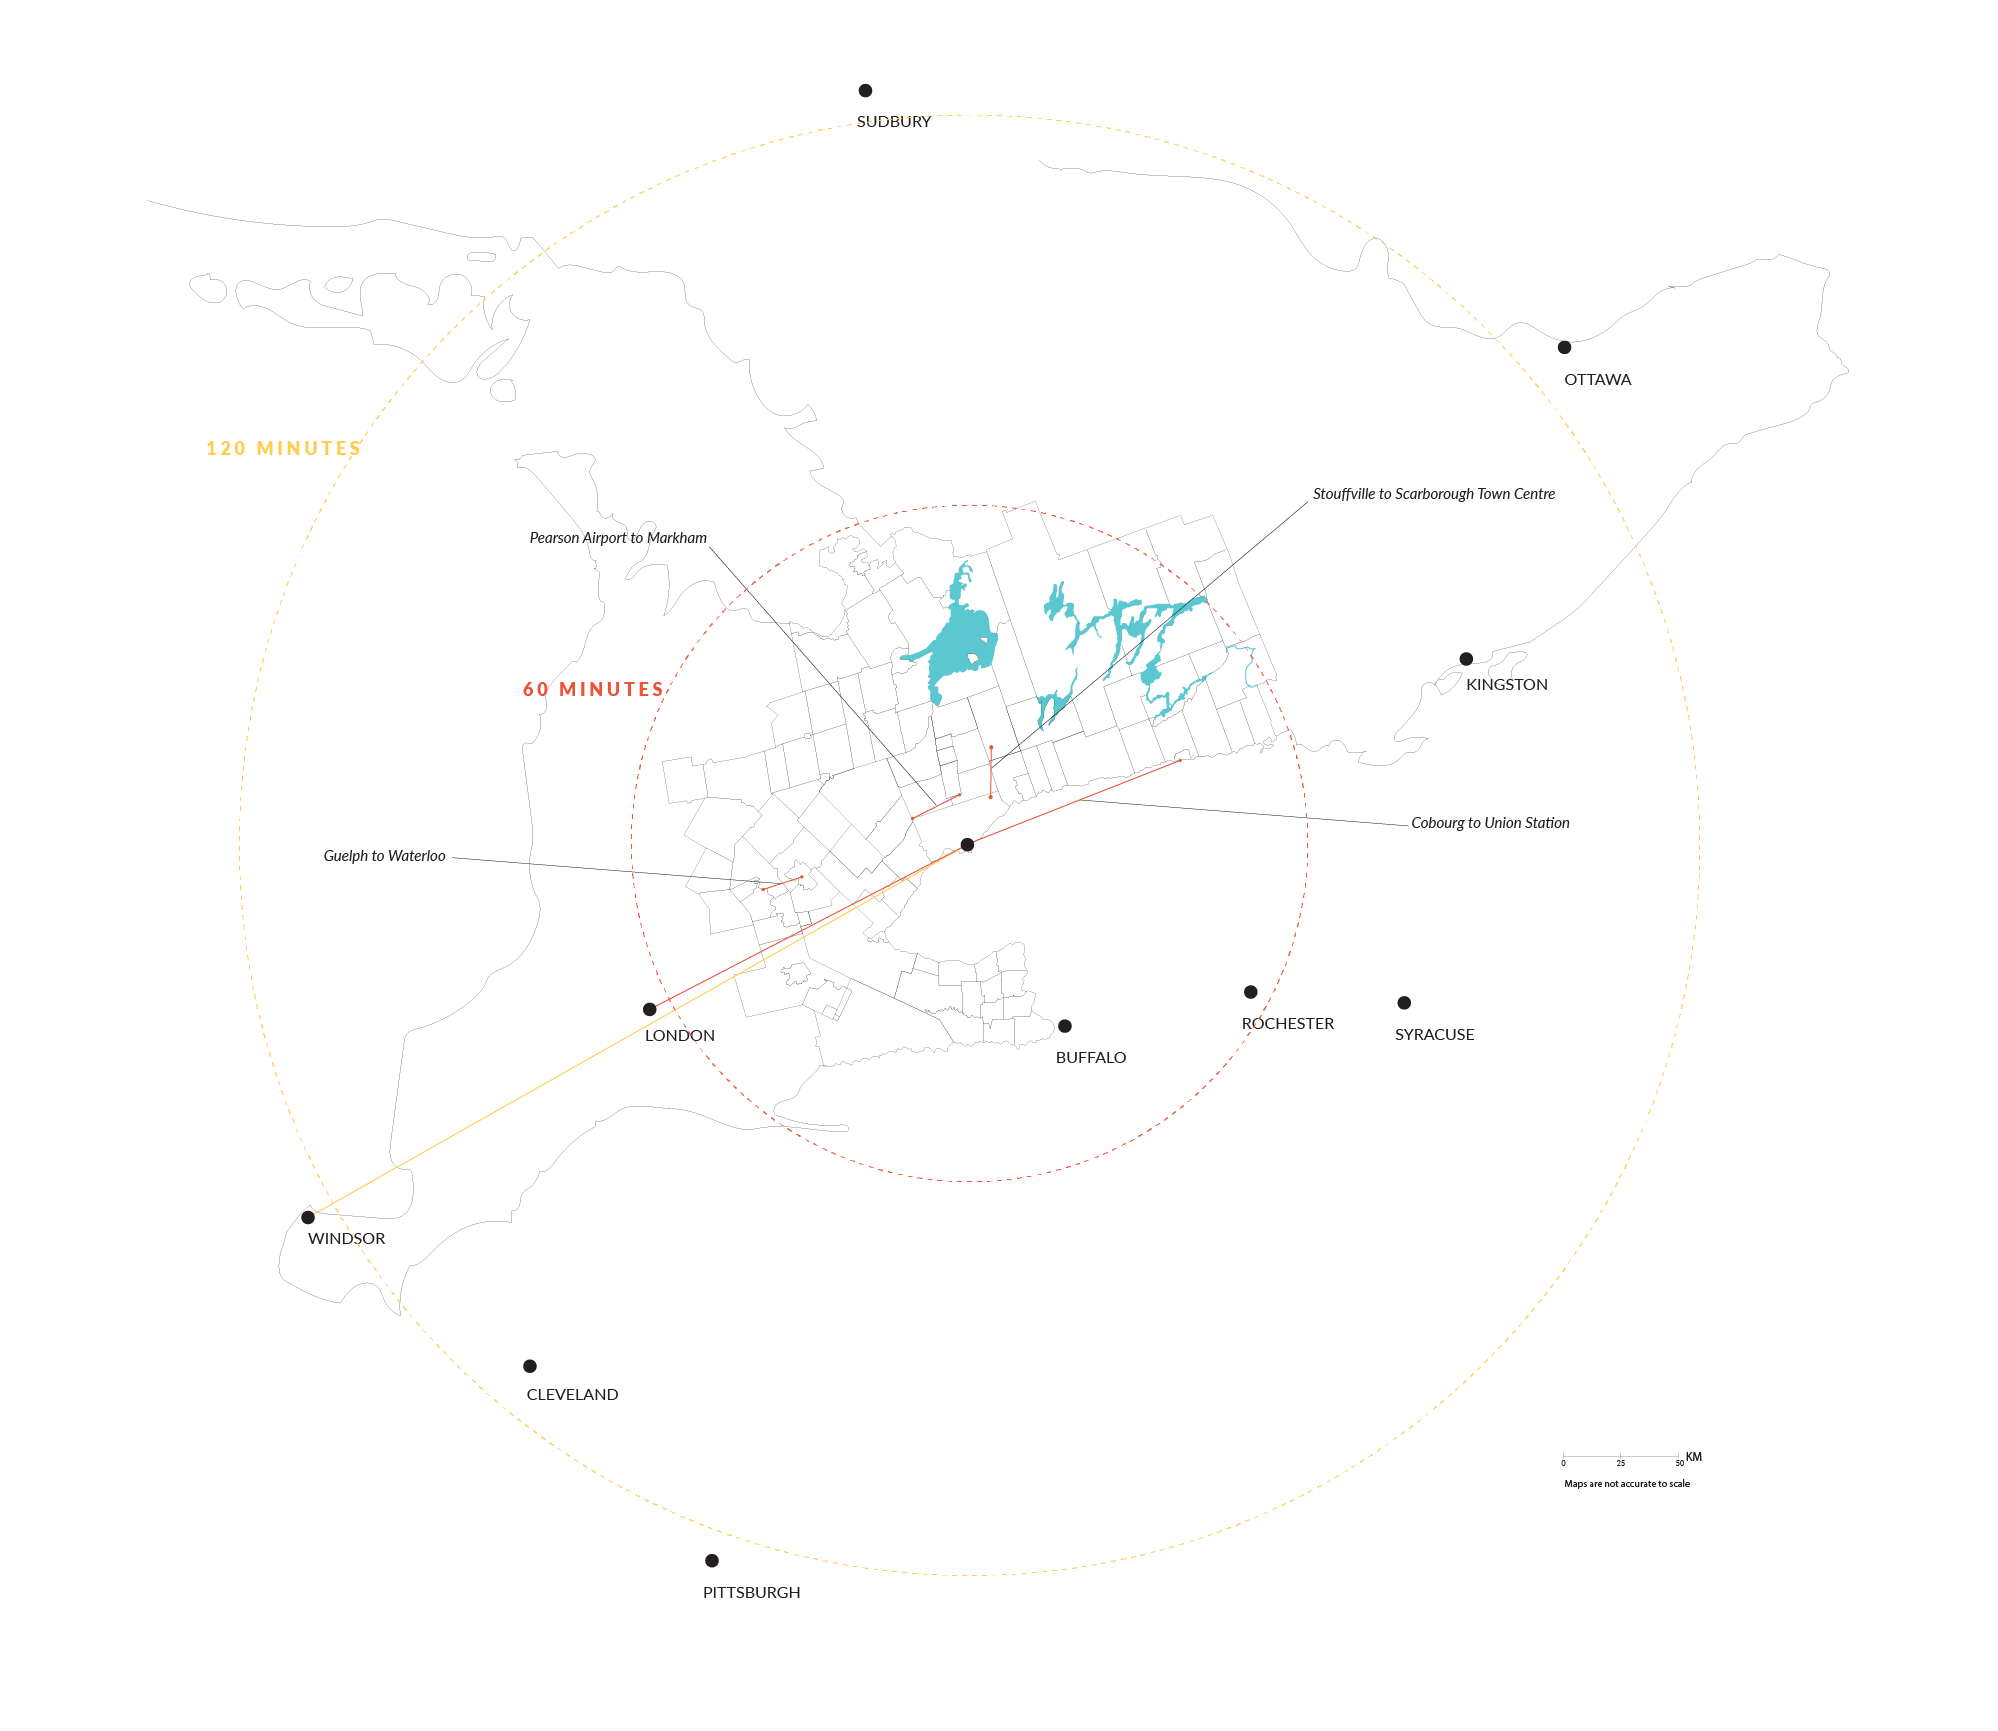 SUDBURY
OTTAWA
120 MINUTES
Stouffville to Scarborough Town Centre
Pearson Airport to Markham
60 MINUTES
KINGSTON
Cobourg to Union Station
Guelph to Waterloo
ROCHESTER
SYRACUSE
LONDON
BUFFALO
WINDSOR
CLEVELAND
KM
0 25 50
Maps are not accurate to scale
PITTSBURGH